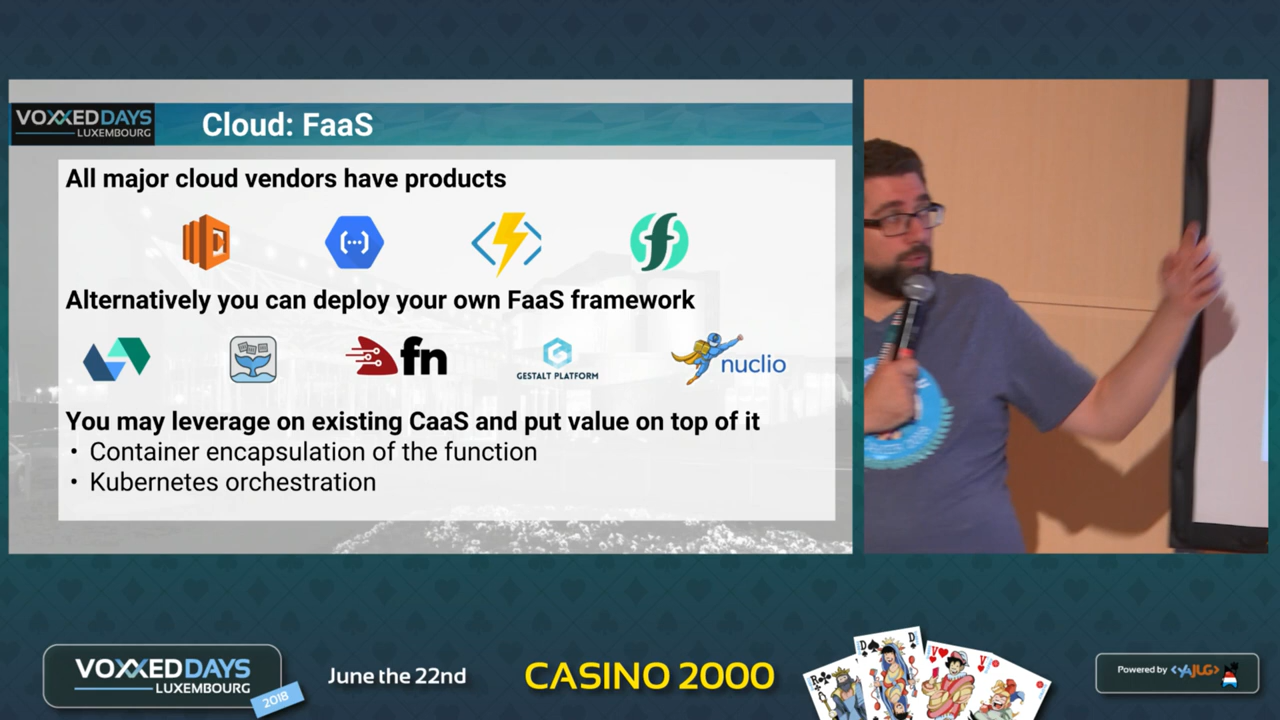 VOXXEDDAYS
LUXEMBOURG
Cloud: FaaS
All major cloud vendors have products
Alternatively you can deploy your own FaaS framework
fn
GESTALT PLATFORM
nuclio
You may leverage on existing CaaS and put value on top of it
• Container encapsulation of the function
• Kubernetes orchestration
VOXXEDDAYS
LUXEMBOURG
2018
June the 22nd
CASINO 2000
Powered by <YAJUG>